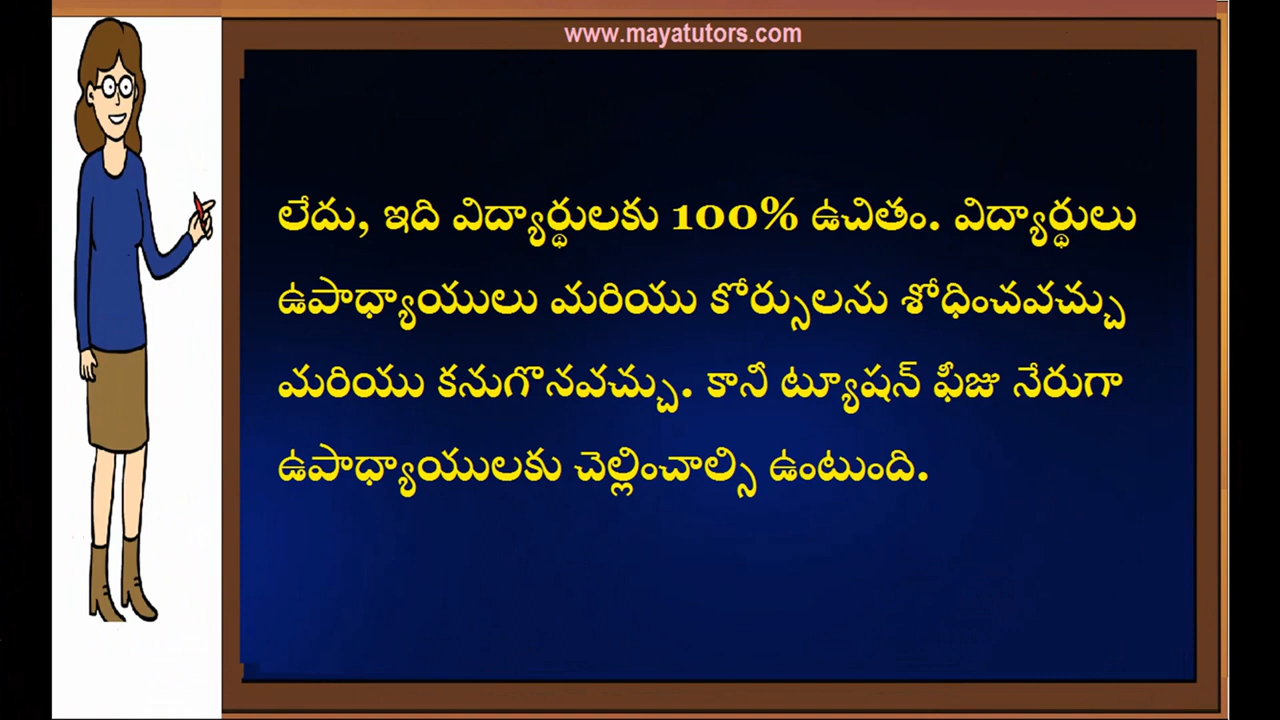 www.mayatutors.com
లేదు, ఇది విద్యార్థులకు 100% ఉచితం. విద్యార్థులు
ఉపాధ్యాయులు మరియు కోర్సులను శోధించవచ్చు
మరియు కనుగొనవచ్చు. కానీ ట్యూషన్ ఫీజు నేరుగా
ఉపాధ్యాయులకు చెల్లించాల్సి ఉంటుంది.